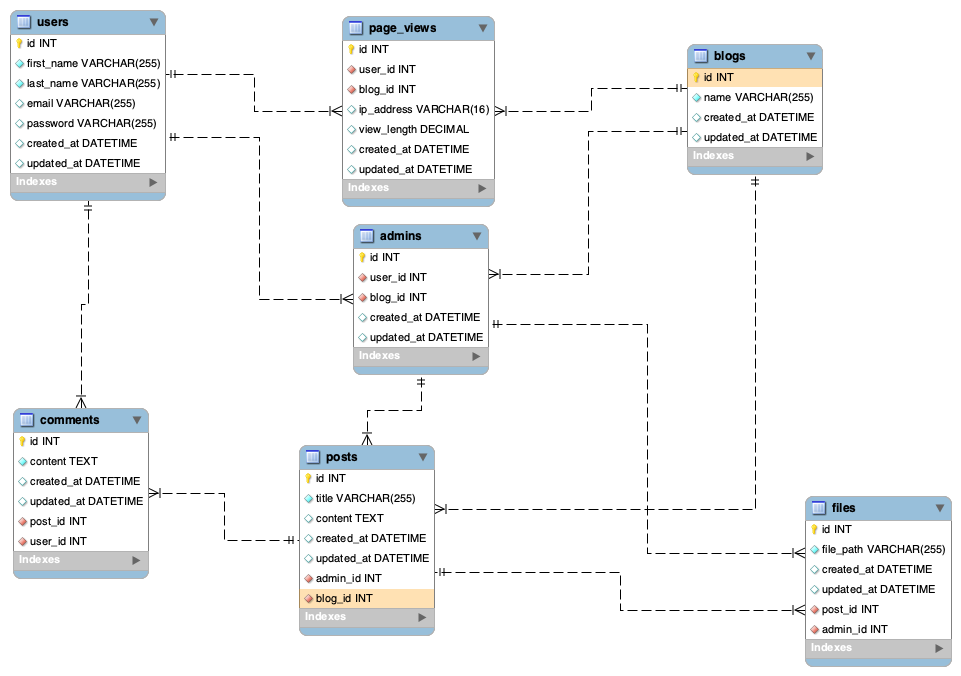 users
id INT
first_name VARCHAR(255)
last_name VARCHAR(255)
email VARCHAR(255)
password VARCHAR(255)
created_at DATETIME
updated_at DATETIME
Indexes
page_views
id INT
user_id INT
blog_id INT
ip_address VARCHAR(16)
view_length DECIMAL
created_at DATETIME
updated_at DATETIME
Indexes
blogs
id INT
name VARCHAR(255)
created_at DATETIME
updated_at DATETIME
Indexes
admins
id INT
user_id INT
blog_id INT
created_at DATETIME
updated_at DATETIME
Indexes
comments
id INT
content TEXT
created_at DATETIME
updated_at DATETIME
post_id INT
user_id INT
Indexes
posts
id INT
title VARCHAR(255)
content TEXT
created_at DATETIME
updated_at DATETIME
admin_id INT
blog_id INT
Indexes
files
id INT
file_path VARCHAR(255)
created_at DATETIME
updated_at DATETIME
post_id INT
admin_id INT
Indexes